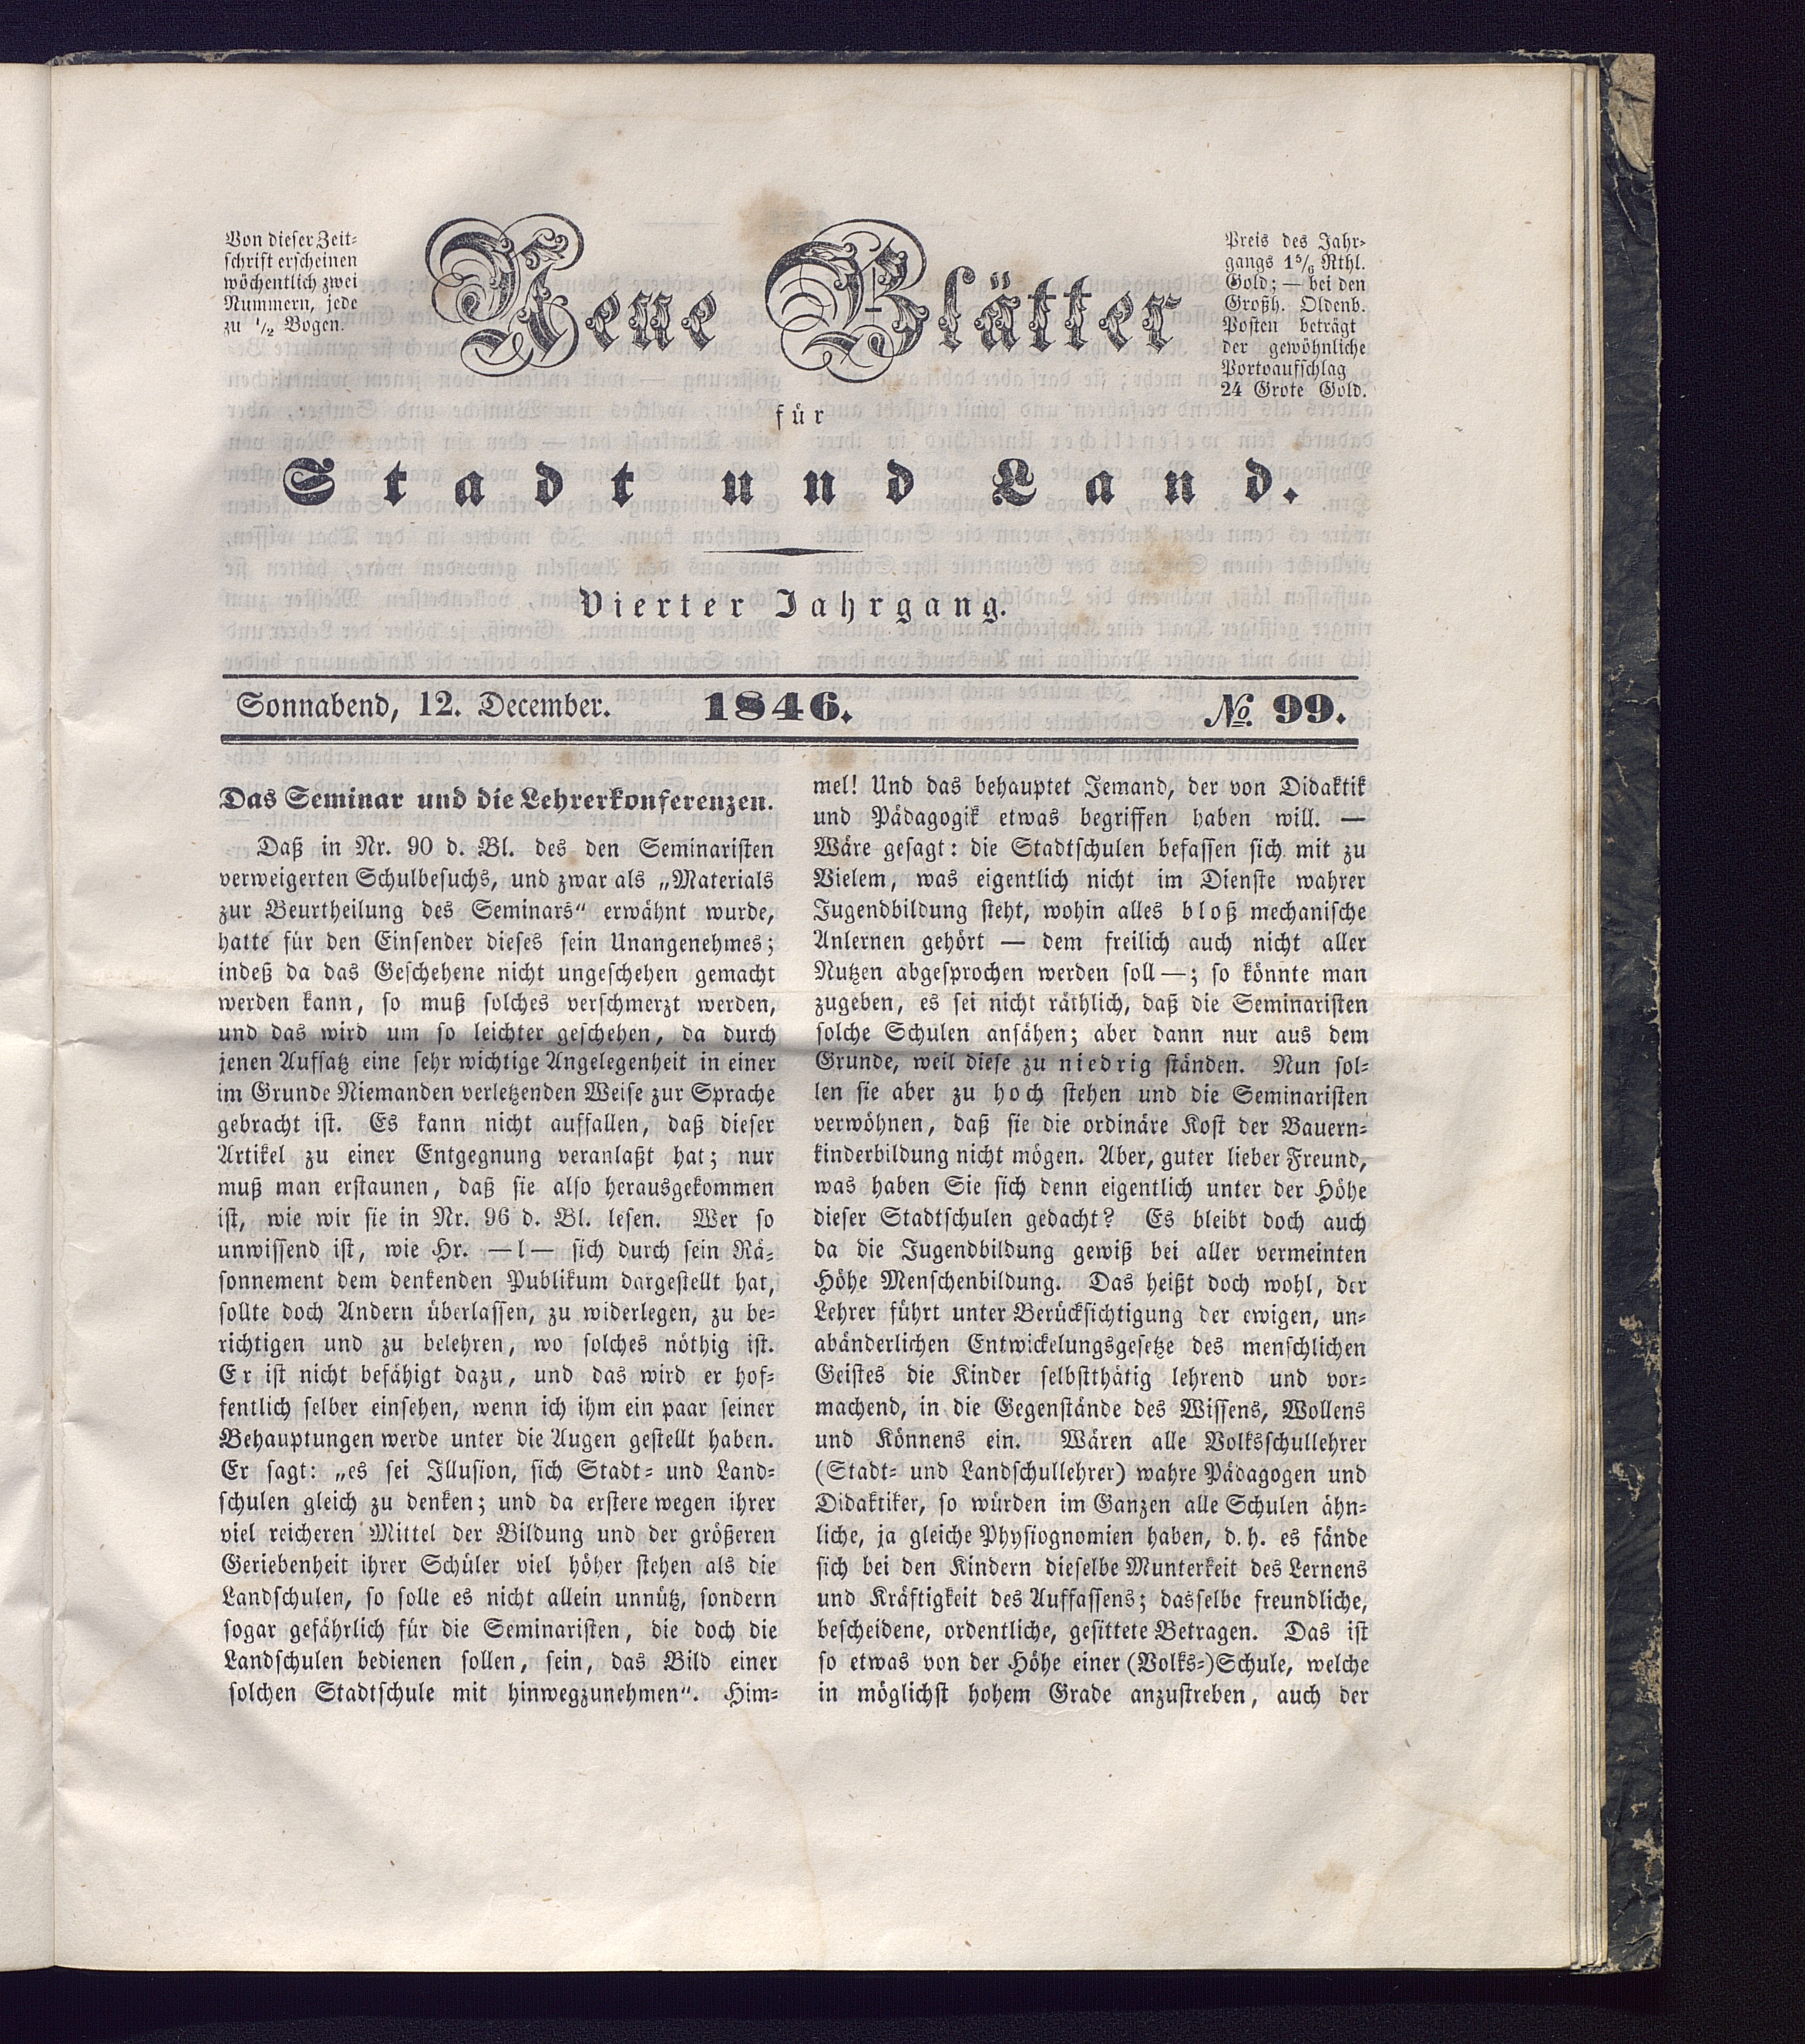 Von dieser Zeit-
schrift erscheinen
wöchentlich zwei
Nummern, jede
zu 1/2 Bogen.
Neue Blätter
Preis des Jahr-
gangs 1 5/6 Rthl.
Gold; — bei den
Großh. Oldenb.
Posten beträgt
der gewöhnliche
Portoaufschlag
24 Grote Gold.
für
Stadt und Land.
Vierter Jahrgang.
Sonnabend, 12. December. 1846. № 99.
Das Seminar und die Lehrerkonferenzen.
Daß in Nr. 90 d. Bl. des den Seminaristen
verweigerten Schulbesuchs, und zwar als „Materials
zur Beurtheilung des Seminars“ erwähnt wurde,
hatte für den Einsender dieses sein Unangenehmes;
indeß da das Geschehene nicht ungeschehen gemacht
werden kann, so muß solches verschmerzt werden,
und das wird um so leichter geschehen, da durch
jenen Aufsatz eine sehr wichtige Angelegenheit in einer
im Grunde Niemanden verletzenden Weise zur Sprache
gebracht ist. Es kann nicht auffallen, daß dieser
Artikel zu einer Entgegnung veranlaßt hat; nur
muß man erstaunen, daß sie also herausgekommen
ist, wie wir sie in Nr. 96 d. Bl. lesen. Wer so
unwissend ist, wie Hr. —l— sich durch sein Rä-
sonnement dem denkenden Publikum dargestellt hat,
sollte doch Andern überlassen, zu widerlegen, zu be-
richtigen und zu belehren, wo solches nöthig ist.
Er ist nicht befähigt dazu, und das wird er hof-
fentlich selber einsehen, wenn ich ihm ein paar seiner
Behauptungen werde unter die Augen gestellt haben.
Er sagt: „es sei Illusion, sich Stadt- und Land-
schulen gleich zu denken; und da erstere wegen ihrer
viel reicheren Mittel der Bildung und der größeren
Geriebenheit ihrer Schüler viel höher stehen als die
Landschulen, so solle es nicht allein unnütz, sondern
sogar gefährlich für die Seminaristen, die doch die
Landschulen bedienen sollen, sein, das Bild einer
solchen Stadtschule mit hinwegzunehmen“. Him-
mel! Und das behauptet Jemand, der von Didaktik
und Pädagogik etwas begriffen haben will. —
Wäre gesagt: die Stadtschulen befassen sich mit zu
Vielem, was eigentlich nicht im Dienste wahrer
Jugendbildung steht, wohin alles bloß mechanische
Anlernen gehört — dem freilich auch nicht aller
Nutzen abgesprochen werden soll —; so könnte man
zugeben, es sei nicht räthlich, daß die Seminaristen
solche Schulen ansähen; aber dann nur aus dem
Grunde, weil diese zu niedrig ständen. Nun sol-
len sie aber zu hoch stehen und die Seminaristen
verwöhnen, daß sie die ordinäre Kost der Bauern-
kinderbildung nicht mögen. Aber, guter lieber Freund,
was haben Sie sich denn eigentlich unter der Höhe
dieser Stadtschulen gedacht? Es bleibt doch auch
da die Jugendbildung gewiß bei aller vermeinten
Höhe Menschenbildung. Das heißt doch wohl, der
Lehrer führt unter Berücksichtigung der ewigen, un-
abänderlichen Entwickelungsgesetze des menschlichen
Geistes die Kinder selbstthätig lehrend und vor-
machend, in die Gegenstände des Wissens, Wollens
und Könnens ein. Wären alle Volksschullehrer
(Stadt- und Landschullehrer) wahre Pädagogen und
Didaktiker, so würden im Ganzen alle Schulen ähn-
liche, ja gleiche Physiognomien haben, d. h. es fände
sich bei den Kindern dieselbe Munterkeit des Lernens
und Kräftigkeit des Auffassens; dasselbe freundliche,
bescheidene, ordentliche, gesittete Betragen. Das ist
so etwas von der Höhe einer (Volks-)Schule, welche
in möglichst hohem Grade anzustreben, auch der